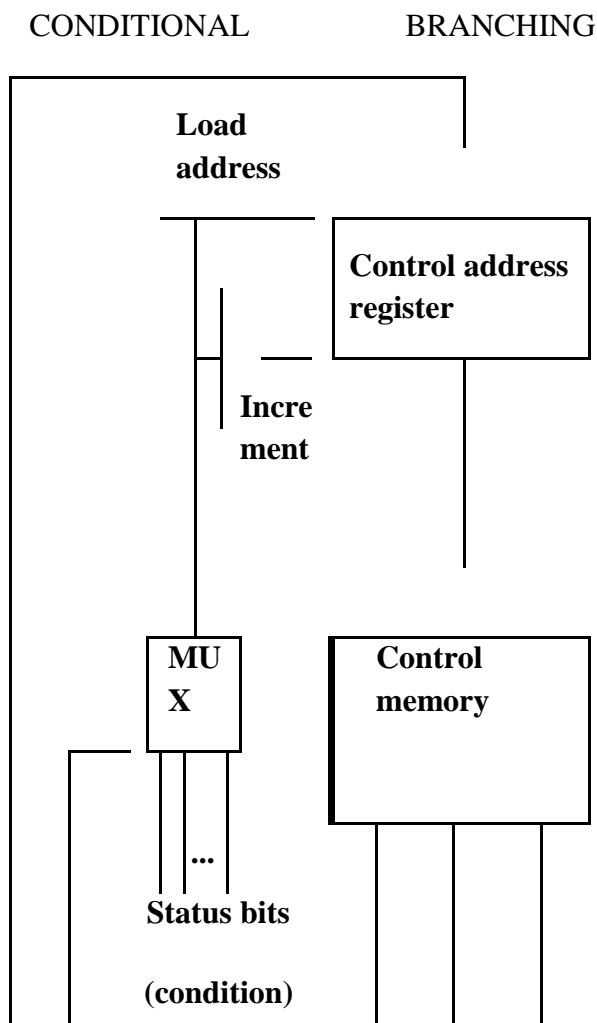 CONDITIONAL BRANCHING
Load
address
Control address
register
Incre
ment
MU
X
Control
memory
...
Status bits
(condition)